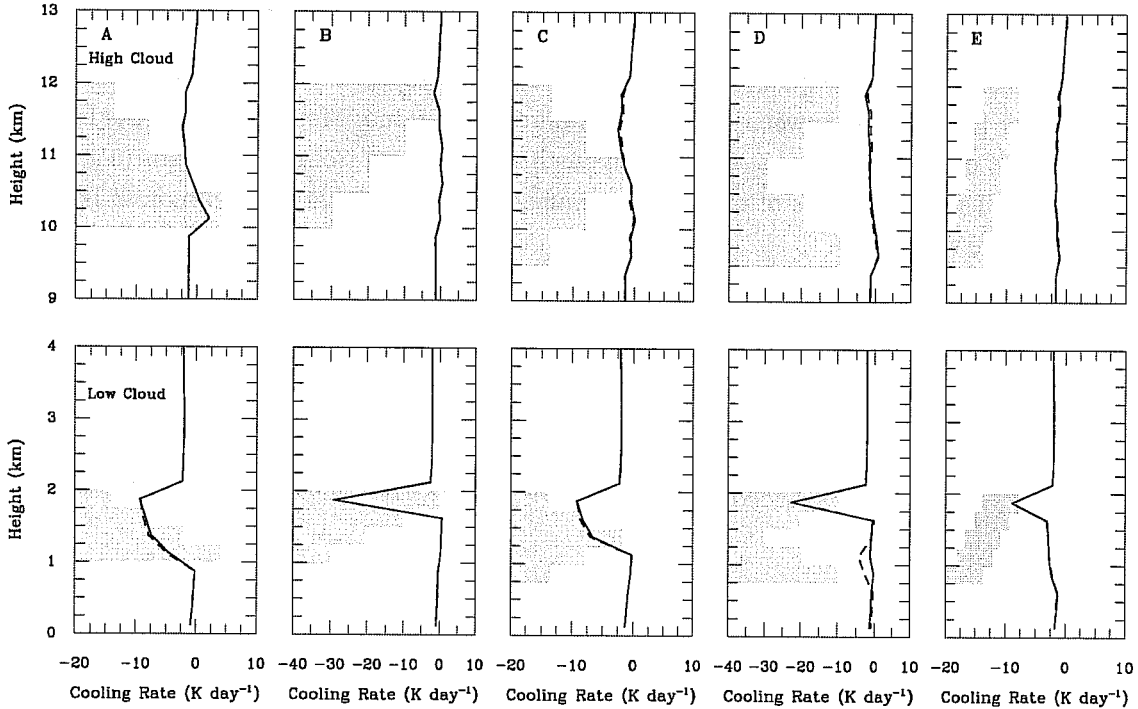 A B C D E
High Cloud
13
12
11
10
9
Height (km)
Low Cloud
4
3
2
1
0
Height (km)
-20 -10 0 10 -40 -30 -20 -10 0 10 -20 -10 0 10 -40 -30 -20 -10 0 10 -20 -10 0 10
Cooling Rate (K day⁻¹) Cooling Rate (K day⁻¹) Cooling Rate (K day⁻¹) Cooling Rate (K day⁻¹) Cooling Rate (K day⁻¹)